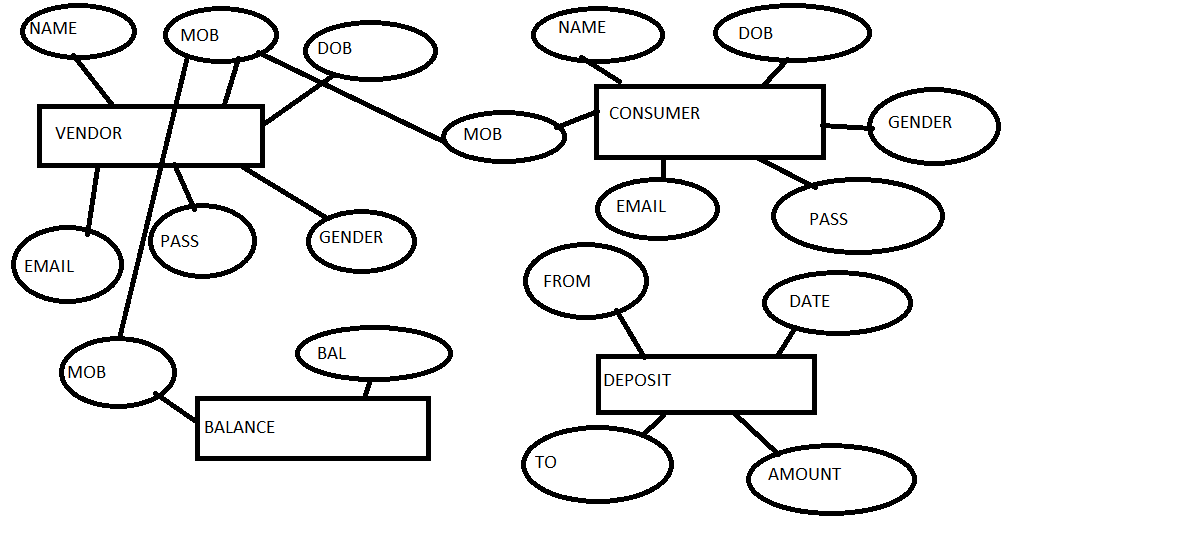 NAME
MOB
DOB
VENDOR
EMAIL
PASS
GENDER
MOB
BAL
BALANCE
NAME
DOB
MOB
CONSUMER
GENDER
EMAIL
PASS
FROM
DATE
DEPOSIT
TO
AMOUNT